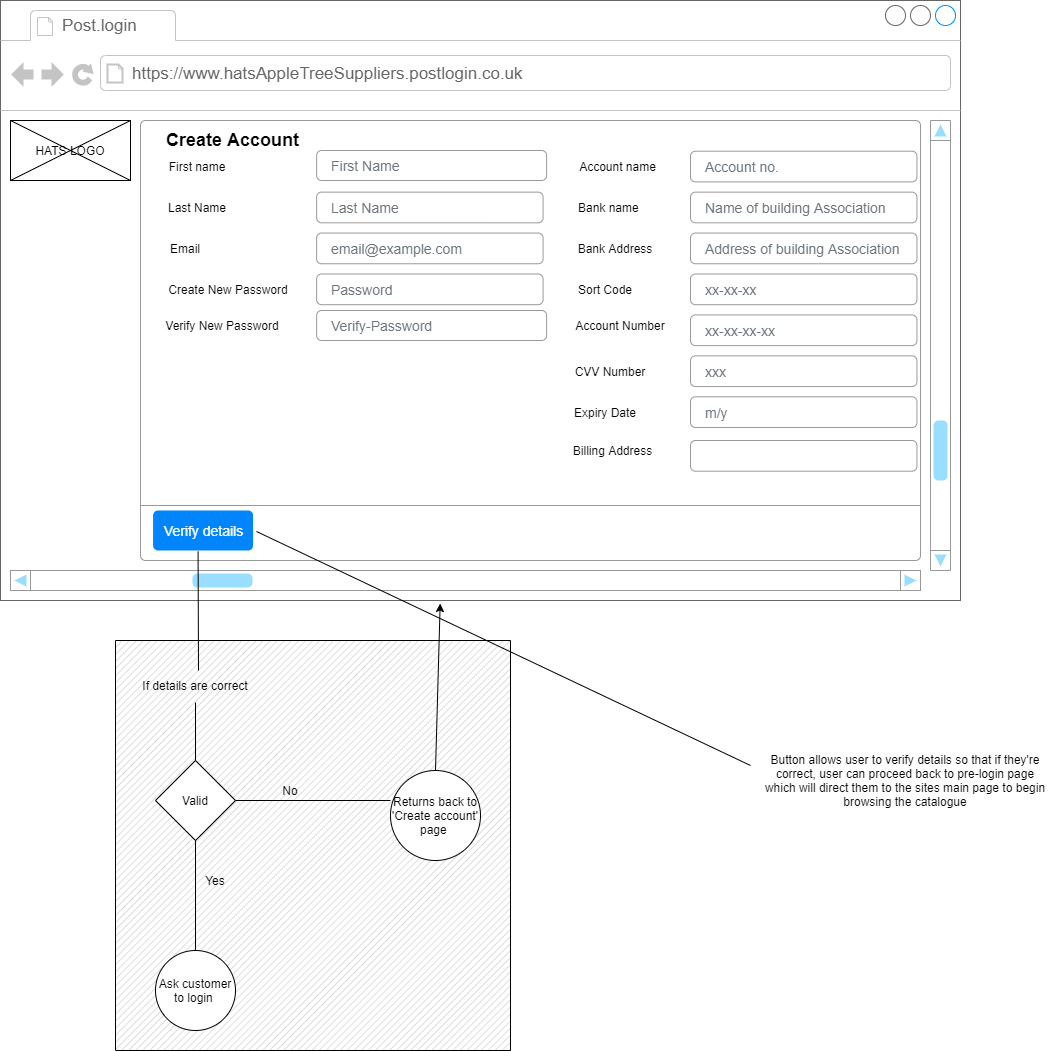 Post.login
https://www.hatsAppleTreeSuppliers.postlogin.co.uk
HATS LOGO
Create Account
First name
First Name
Last Name
Last Name
Email
email@example.com
Create New Password
Password
Verify New Password
Verify-Password
Account name
Account no.
Bank name
Name of building Association
Bank Address
Address of building Association
Sort Code
xx-xx-xx
Account Number
xx-xx-xx-xx
CVV Number
xxx
Expiry Date
m/y
Billing Address
Verify details
If details are correct
Valid
No
Returns back to
'Create account'
page
Yes
Ask customer
to login
Button allows user to verify details so that if they're
correct, user can proceed back to pre-login page
which will direct them to the sites main page to begin
browsing the catalogue